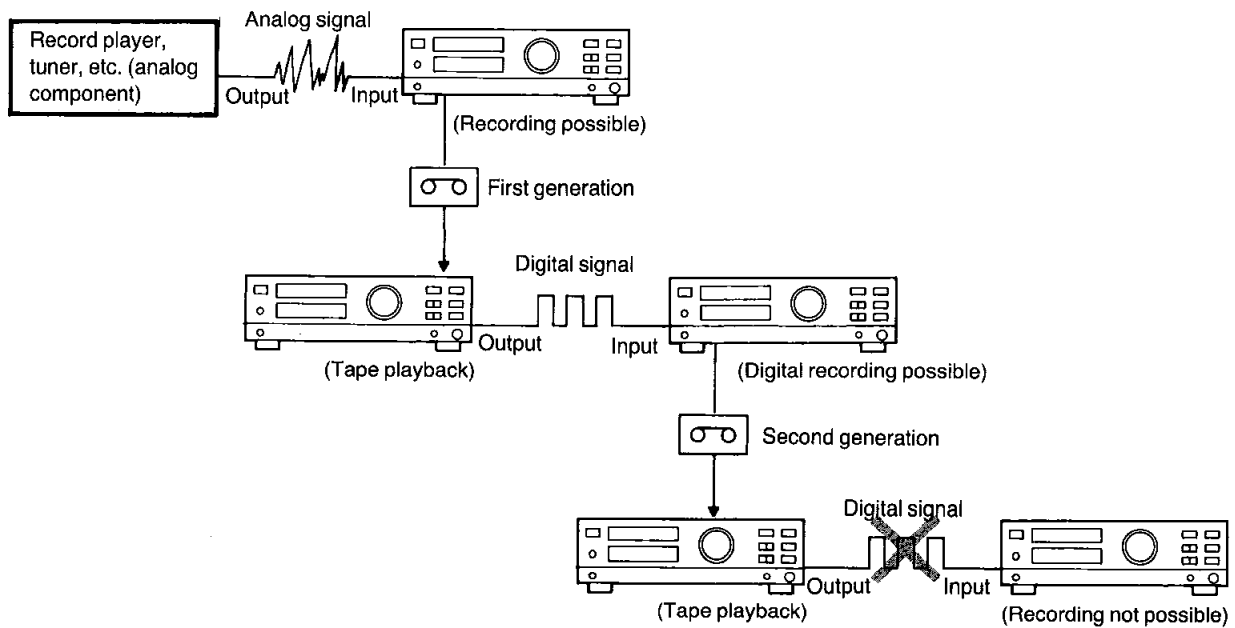 Analog signal
Record player,
tuner, etc. (analog
component)
Output
Input
(Recording possible)
First generation
Digital signal
Output
Input
(Tape playback)
(Digital recording possible)
Second generation
Digital signal
Output
Input
(Tape playback)
(Recording not possible)